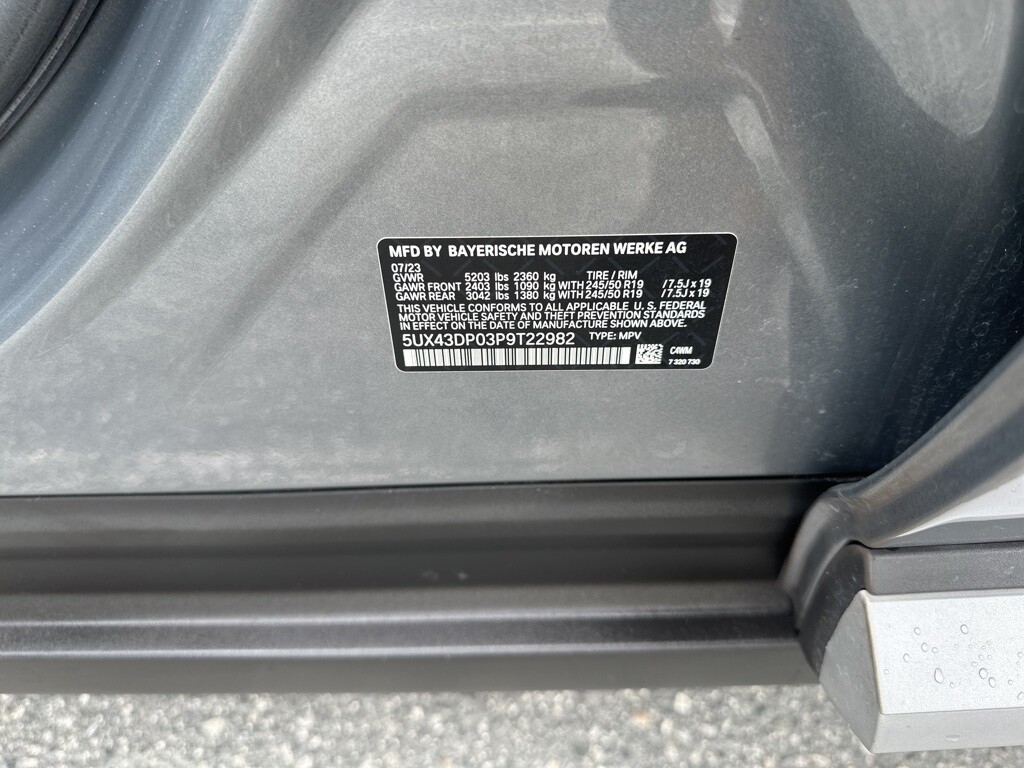 MFD BY BAYERISCHE MOTOREN WERKE AG
07/23
GVWR 5203 lbs 2360 kg TIRE / RIM
GAWR FRONT 2403 lbs 1090 kg WITH 245/50 R19 /7.5J x 19
GAWR REAR 3042 lbs 1380 kg WITH 245/50 R19 /7.5J x 19
THIS VEHICLE CONFORMS TO ALL APPLICABLE U.S. FEDERAL
MOTOR VEHICLE SAFETY AND THEFT PREVENTION STANDARDS
IN EFFECT ON THE DATE OF MANUFACTURE SHOWN ABOVE.
5UX43DP03P9T22982 TYPE: MPV
C4WM
7 320 730